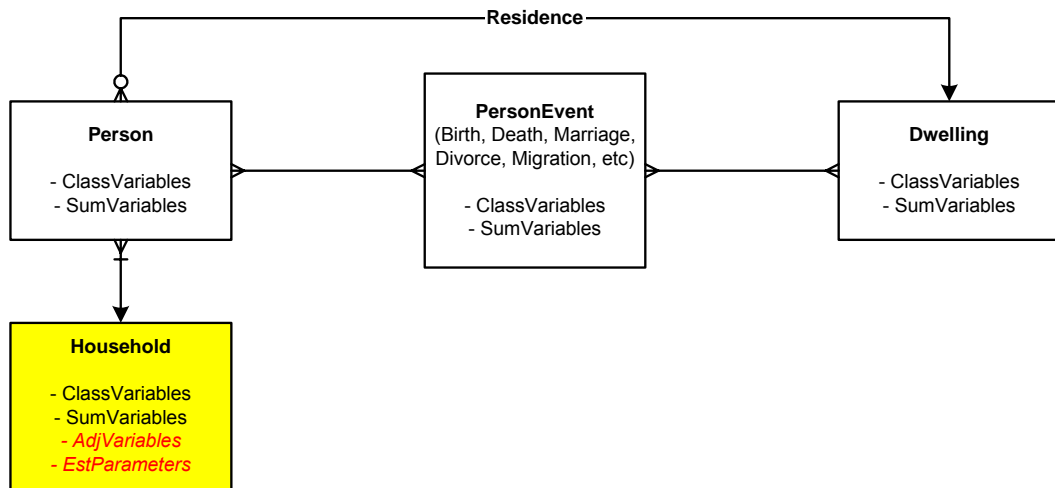 Residence
Person
- ClassVariables
- SumVariables
PersonEvent
(Birth, Death, Marriage,
Divorce, Migration, etc)
- ClassVariables
- SumVariables
Dwelling
- ClassVariables
- SumVariables
Household
- ClassVariables
- SumVariables
- AdjVariables
- EstParameters